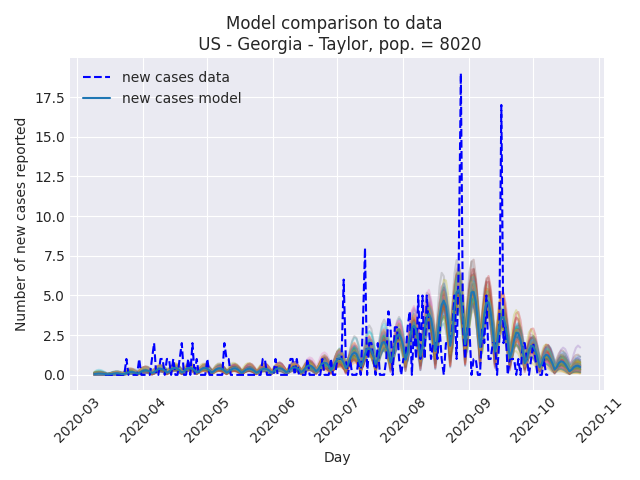 Model comparison to data
US - Georgia - Taylor, pop. = 8020
new cases data
new cases model
Number of new cases reported
17.5
15.0
12.5
10.0
7.5
5.0
2.5
0.0
2020-03
2020-04
2020-05
2020-06
2020-07
2020-08
2020-09
2020-10
2020-11
Day